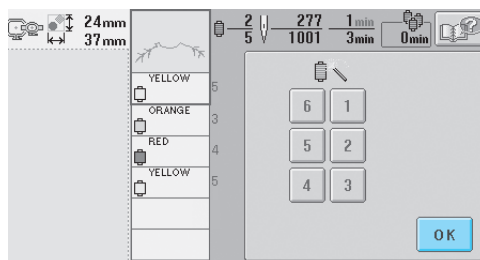 24mm
37mm
2
5
277
1001
1min
3min
0min
YELLOW
5
ORANGE
3
RED
4
YELLOW
5
6 1
5 2
4 3
OK